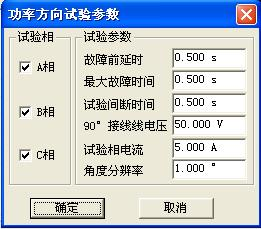 功率方向试验参数
试验相
A相
B相
C相
试验参数
故障前延时 0.500 s
最大故障时间 0.500 s
试验间断时间 0.500 s
90°接线线电压 50.000 V
试验相电流 5.000 A
角度分辨率 1.000 °
确定 取消